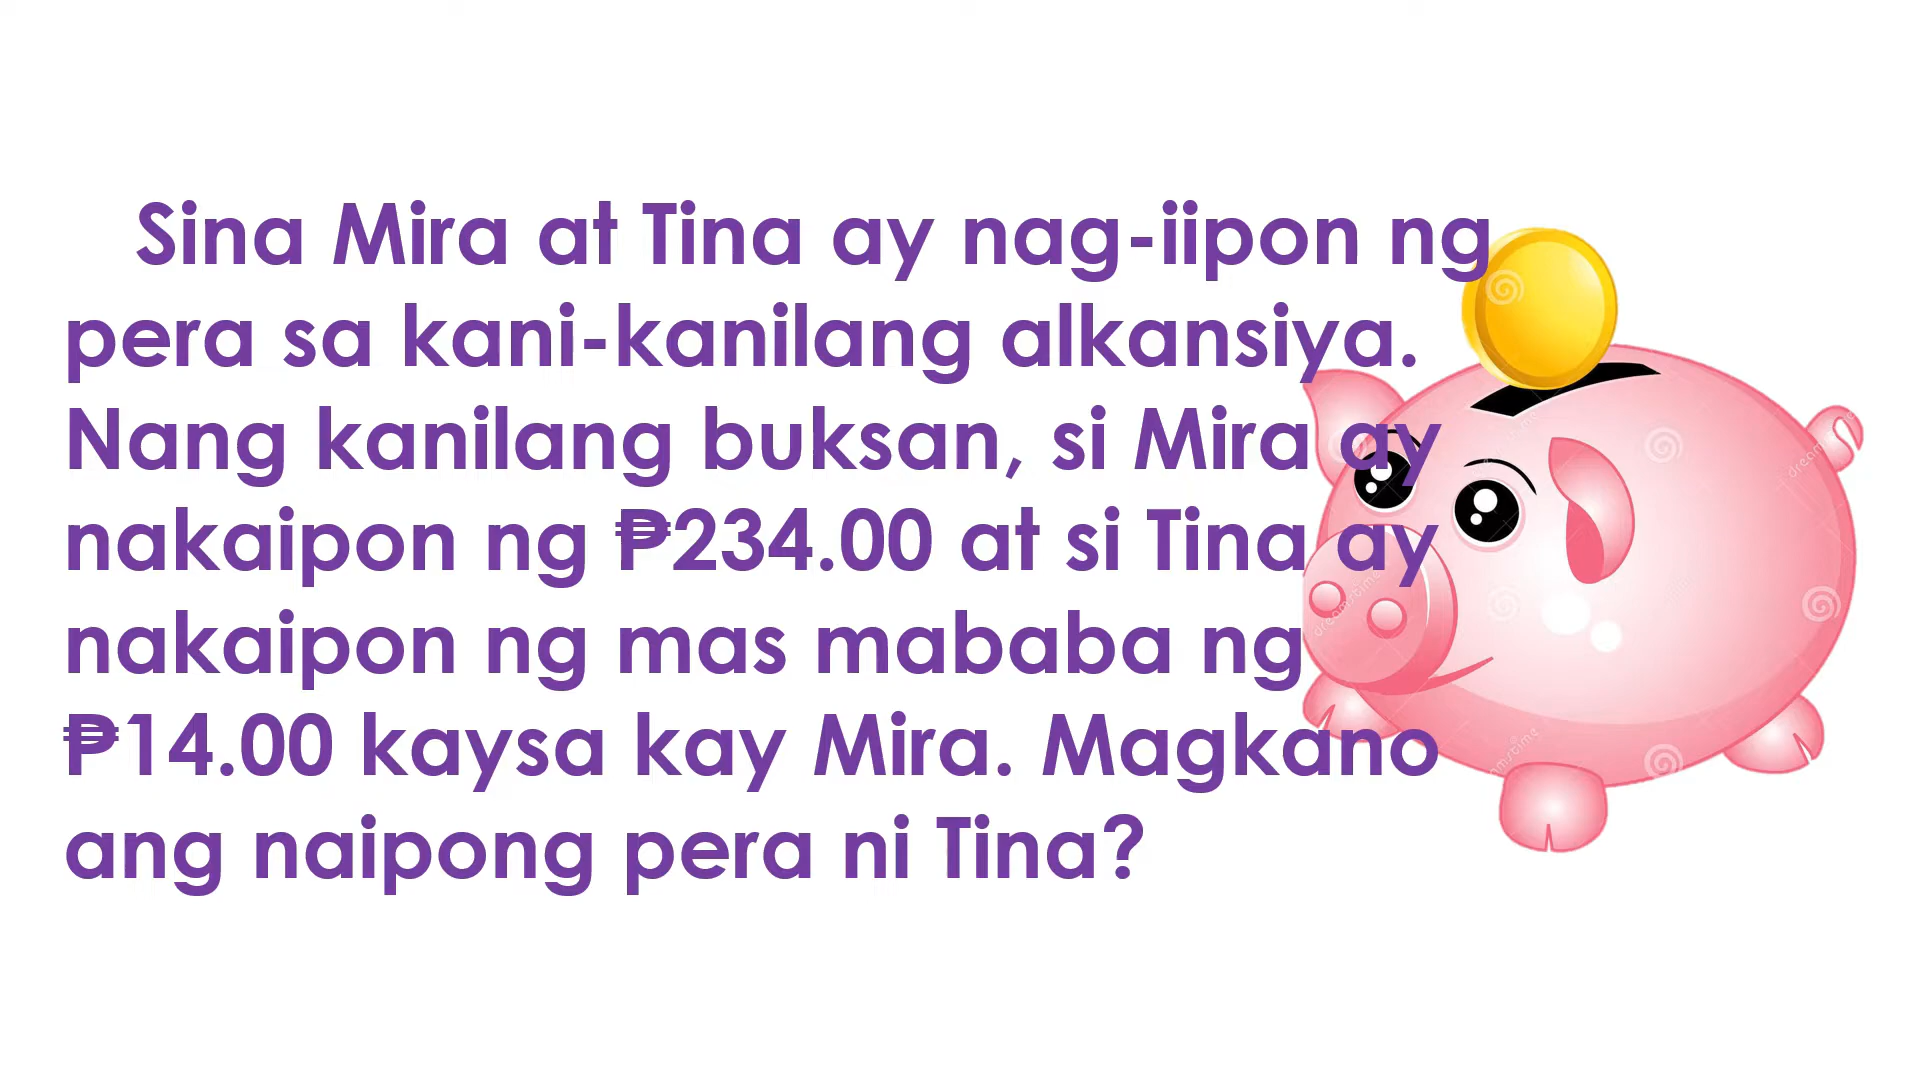 Sina Mira at Tina ay nag-iipon ng
pera sa kani-kanilang alkansiya.
Nang kanilang buksan, si Mira ay
nakaipon ng ₱234.00 at si Tina ay
nakaipon ng mas mababa ng
₱14.00 kaysa kay Mira. Magkano
ang naipong pera ni Tina?